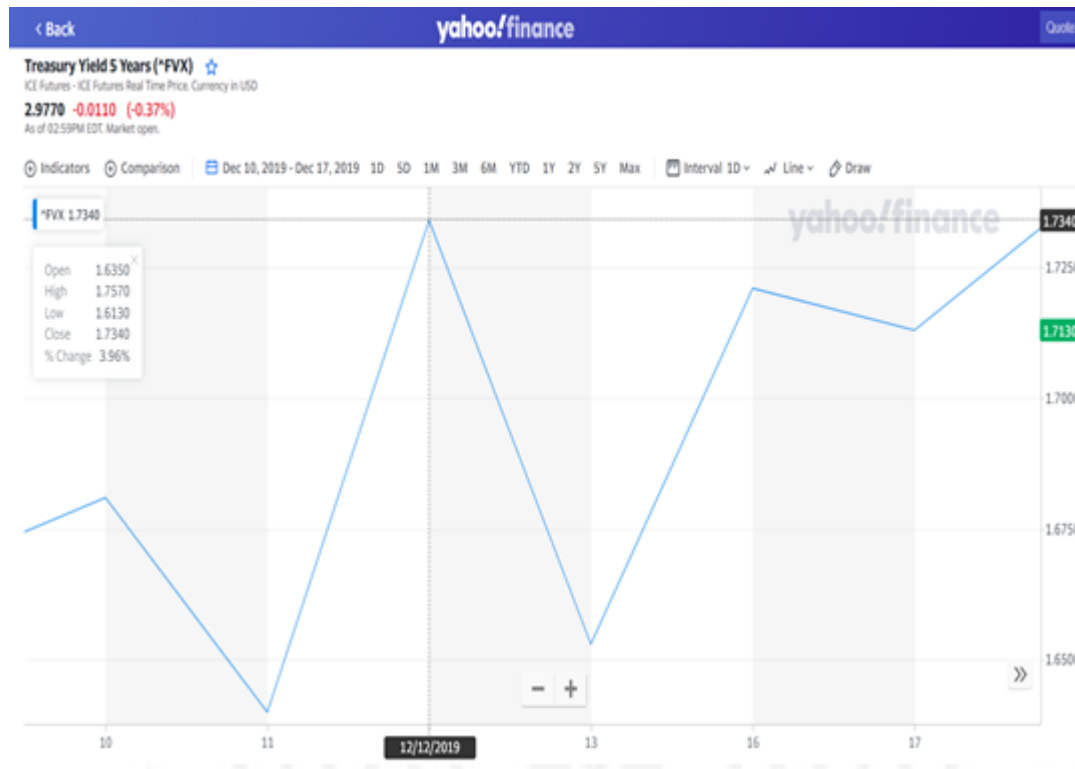 < Back
yahoo!finance
Quote
Treasury Yield 5 Years (^FVX)
ICE Futures - ICE Futures Real Time Price. Currency in USD
2.9770 -0.0110 (-0.37%)
As of 02:59PM EDT. Market open.
Indicators Comparison Dec 10, 2019 - Dec 17, 2019 1D 5D 1M 3M 6M YTD 1Y 2Y 5Y Max Interval 1D Line Draw
^FVX 1.7340
yahoo!finance
1.7340
Open 1.6350
High 1.7570
Low 1.6130
Close 1.7340
% Change 3.96%
1.7250
1.7130
1.7000
1.6750
1.6500
10 11 12/12/2019 13 16 17